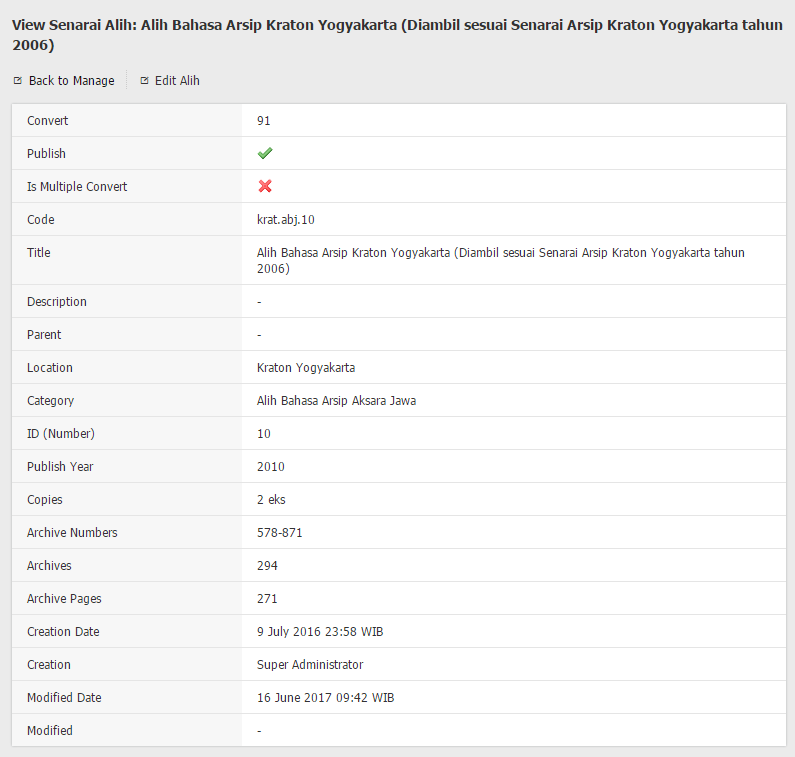 View Senarai Alih: Alih Bahasa Arsip Kraton Yogyakarta (Diambil sesuai Senarai Arsip Kraton Yogyakarta tahun
2006)
Back to Manage Edit Alih
Convert 91
Publish
Is Multiple Convert
Code krat.abj.10
Title Alih Bahasa Arsip Kraton Yogyakarta (Diambil sesuai Senarai Arsip Kraton Yogyakarta tahun
2006)
Description -
Parent -
Location Kraton Yogyakarta
Category Alih Bahasa Arsip Aksara Jawa
ID (Number) 10
Publish Year 2010
Copies 2 eks
Archive Numbers 578-871
Archives 294
Archive Pages 271
Creation Date 9 July 2016 23:58 WIB
Creation Super Administrator
Modified Date 16 June 2017 09:42 WIB
Modified -